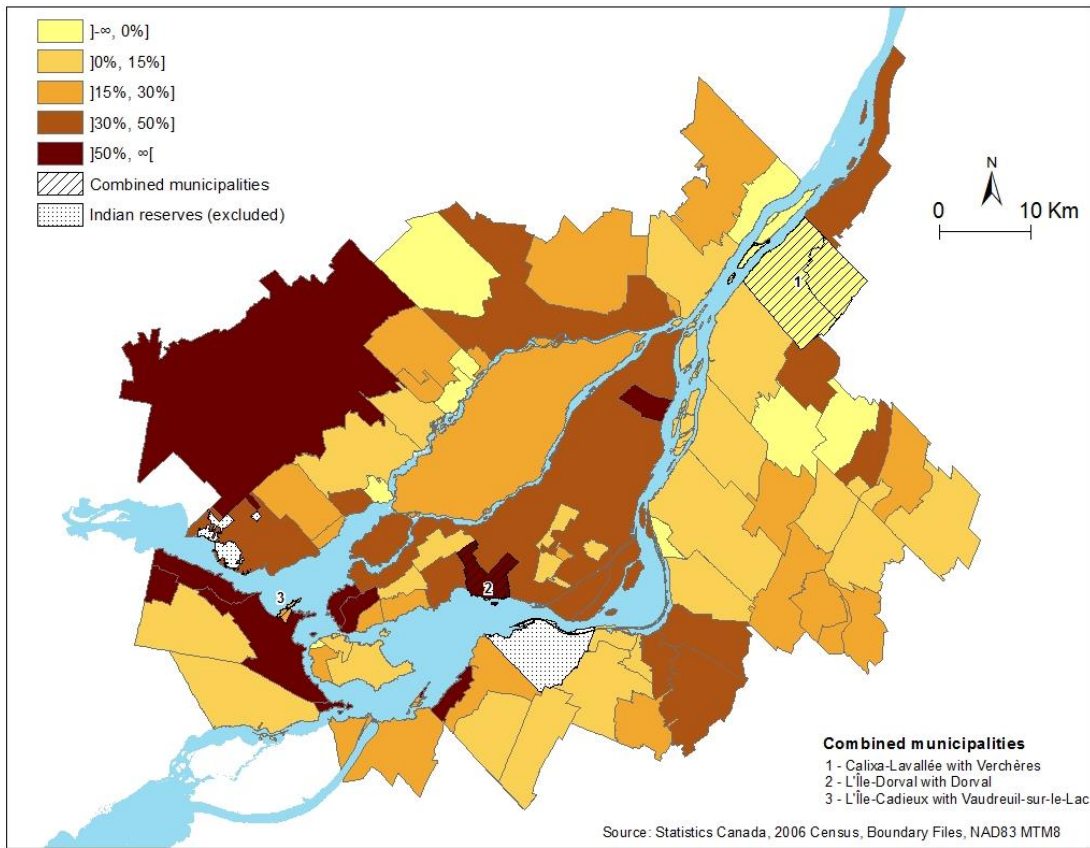 ]-∞, 0%]
]0%, 15%]
]15%, 30%]
]30%, 50%]
]50%, ∞[
Combined municipalities
Indian reserves (excluded)
N
0 10 Km
1
2
3
Combined municipalities
1 - Calixa-Lavallée with Verchères
2 - L'Île-Dorval with Dorval
3 - L'Île-Cadieux with Vaudreuil-sur-le-Lac
Source: Statistics Canada, 2006 Census, Boundary Files, NAD83 MTM8